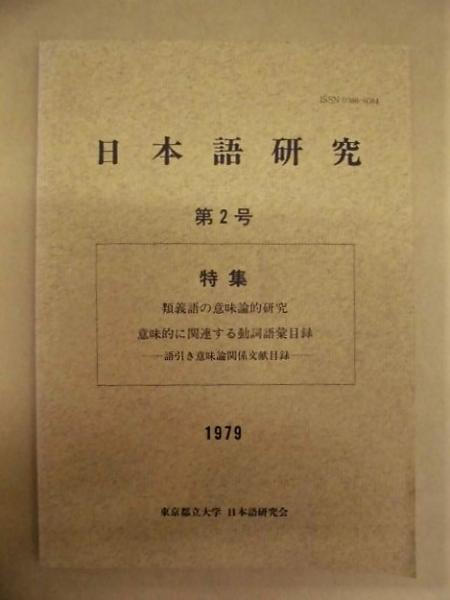 日本語研究
第2号
特集
類義語の意味論的研究
意味的に関連する動詞語彙目録
―語引き意味論関係文献目録―
1979
東京都立大学 日本語研究会